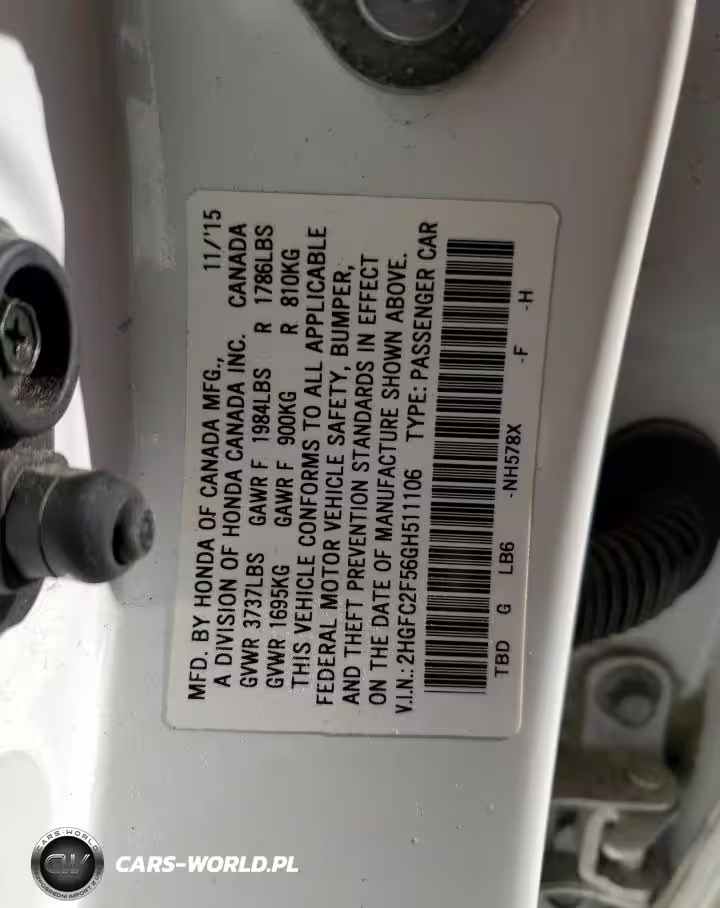 MFD. BY HONDA OF CANADA MFG., 11/'15
A DIVISION OF HONDA CANADA INC. CANADA
GVWR 3737LBS GAWR F 1984LBS R 1786LBS
GVWR 1695KG GAWR F 900KG R 810KG
THIS VEHICLE CONFORMS TO ALL APPLICABLE
FEDERAL MOTOR VEHICLE SAFETY, BUMPER,
AND THEFT PREVENTION STANDARDS IN EFFECT
ON THE DATE OF MANUFACTURE SHOWN ABOVE.
V.I.N.: 2HGFC2F56GH511106 TYPE: PASSENGER CAR
TBD G LB6 -NH578X -F -H
CARS-WORLD
CW
CARS-WORLD.PL